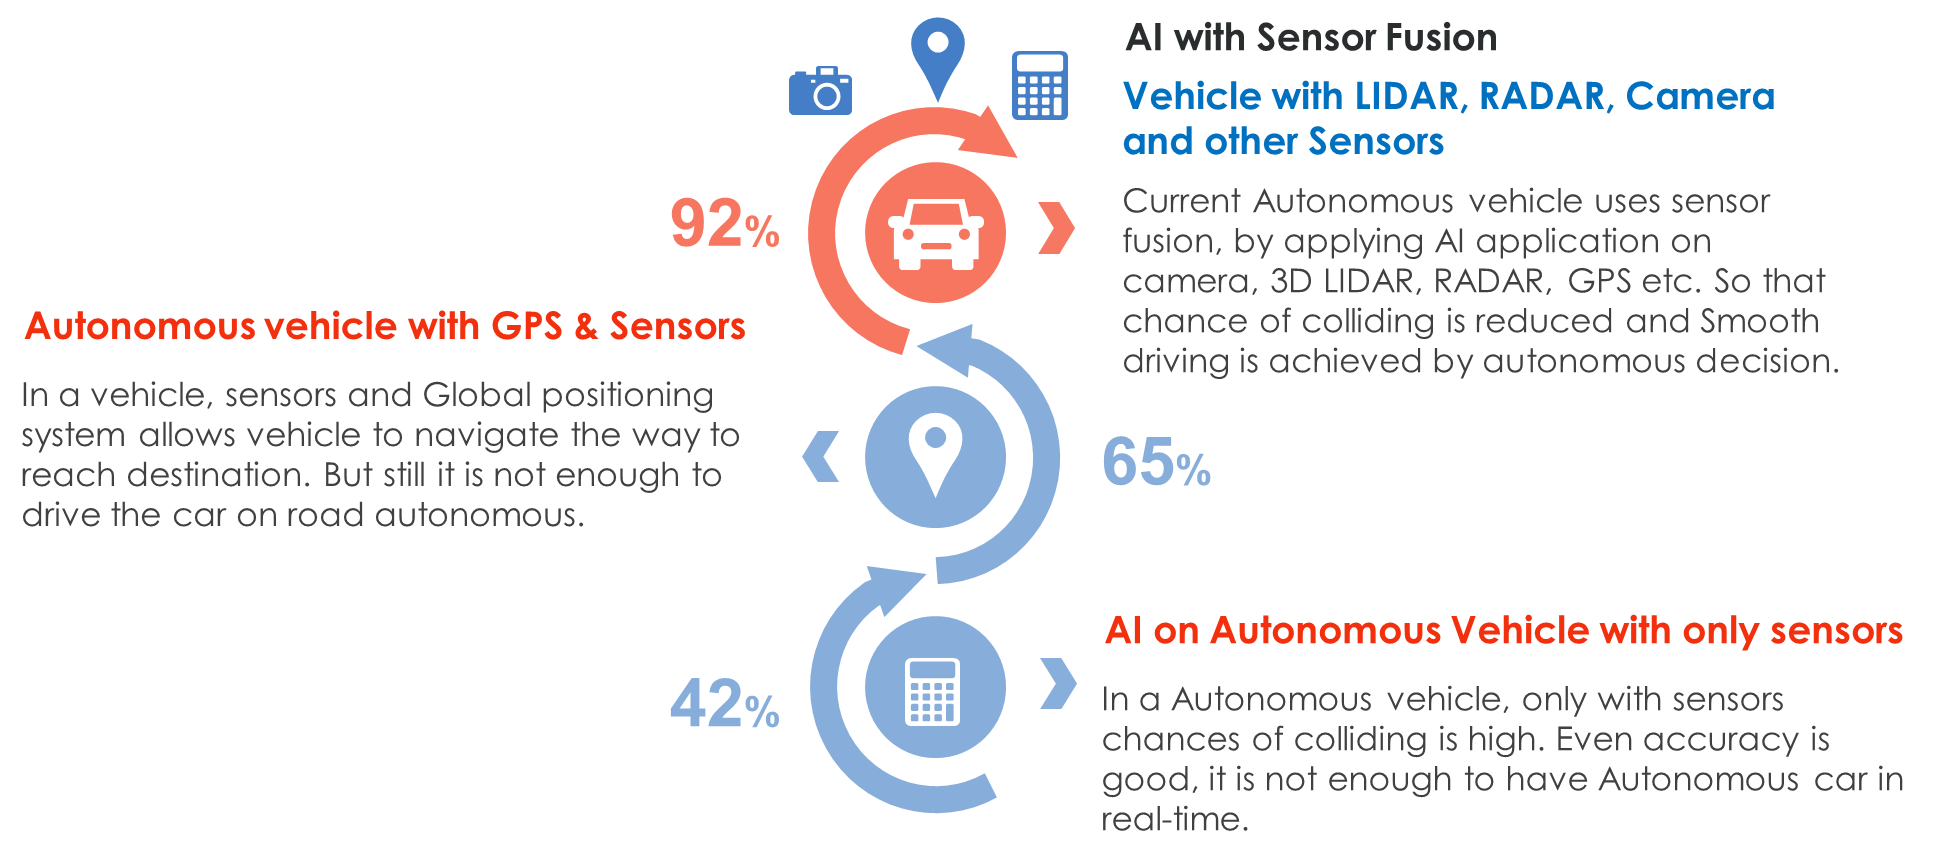 AI with Sensor Fusion
Vehicle with LIDAR, RADAR, Camera
and other Sensors
Current Autonomous vehicle uses sensor
fusion, by applying AI application on
camera, 3D LIDAR, RADAR, GPS etc. So that
chance of colliding is reduced and Smooth
driving is achieved by autonomous decision.
92%
Autonomous vehicle with GPS & Sensors
In a vehicle, sensors and Global positioning
system allows vehicle to navigate the way to
reach destination. But still it is not enough to
drive the car on road autonomous.
65%
AI on Autonomous Vehicle with only sensors
In a Autonomous vehicle, only with sensors
chances of colliding is high. Even accuracy is
good, it is not enough to have Autonomous car in
real-time.
42%